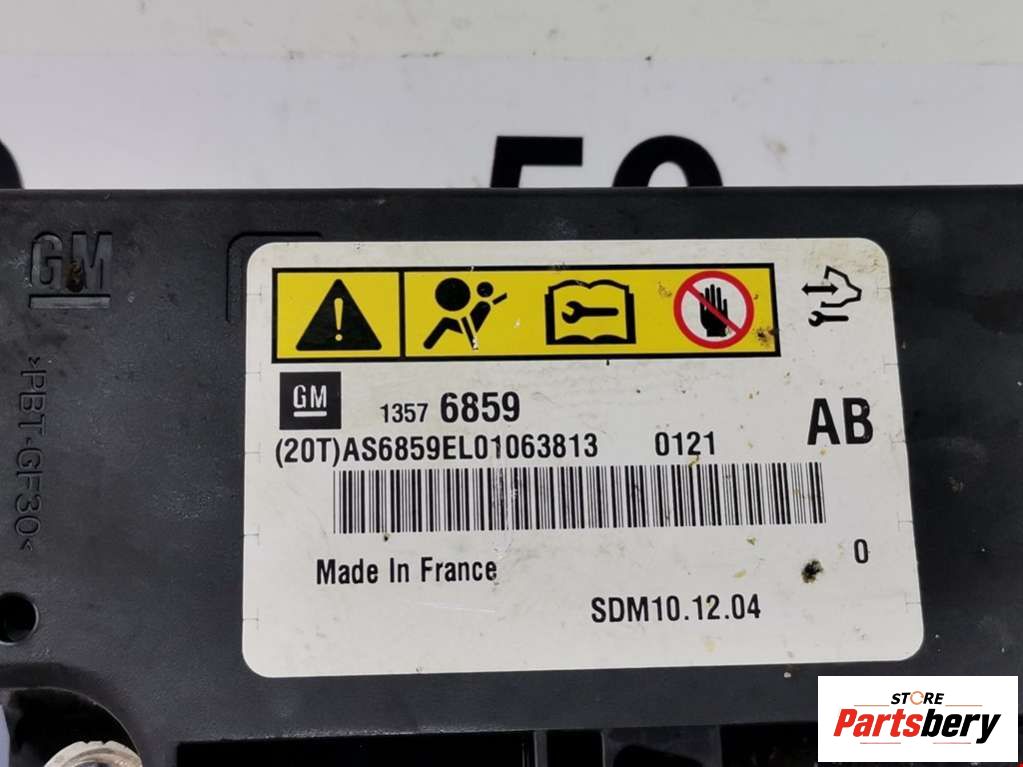 59
GM
>PBT-GF30<
GM 1357 6859 AB
(20T)AS6859EL01063813 0121
Made In France 0
SDM10.12.04
STORE
Partsbery